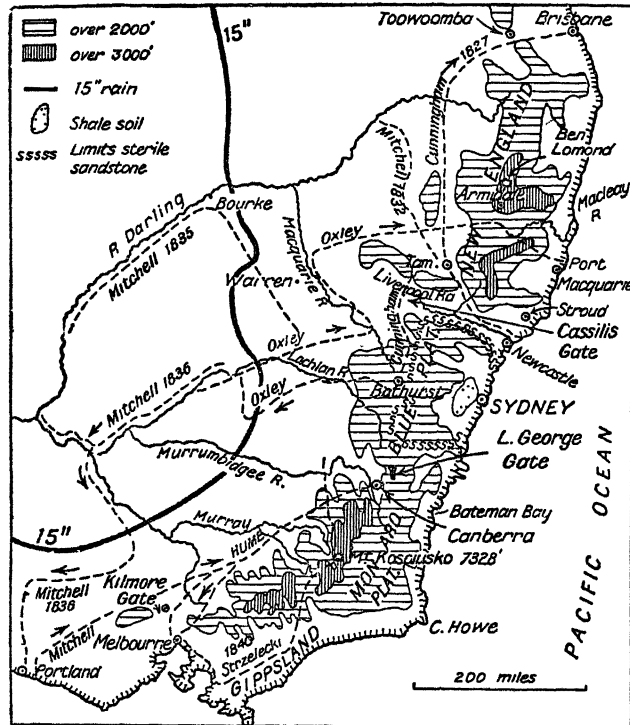 over 2000'
over 3000'
15" rain
Shale soil
Limits sterile
sandstone
15"
Toowoomba
Brisbane
1827
Cunningham
Mitchell
1832
ENGLAND
NEW
Ben
Lomond
Armidale
Macleay
R
R Darling
Bourke
Mitchell 1835
Macquarie R
Oxley
Warren
Tam.
Liverpool Ra
Port
Macquarie
Stroud
Cassilis
Gate
Newcastle
Cunningham
Oxley
Lachlan R
Oxley
Mitchell 1836
Bathurst
BLUE
PLAT
SYDNEY
L. George
Gate
Murrumbidgee R.
Bateman Bay
Canberra
Murray
HUME
15"
Mt Kosciusko 7328'
MONARO
PLAT
Mitchell
1836
Kilmore
Gate
Mitchell
Melbourne
Portland
1840
Strzelecki
GIPPSLAND
C. Howe
PACIFIC OCEAN
200 miles